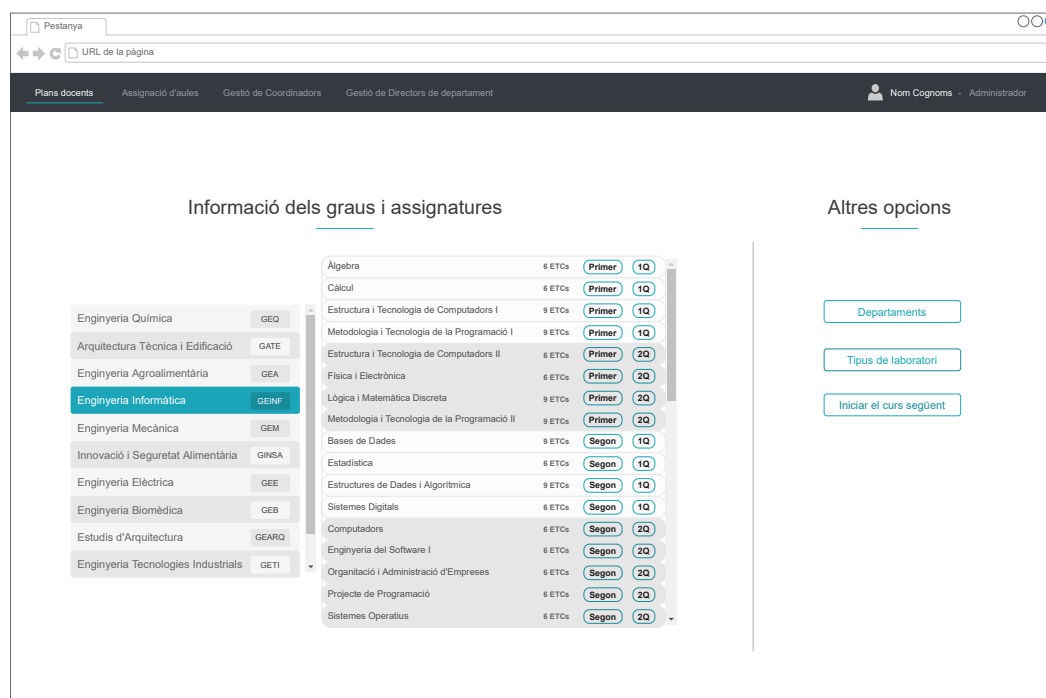 Pestanya
URL de la pàgina
Plans docents Assignació d'aules Gestió de Coordinadors Gestió de Directors de departament Nom Cognoms - Administrador
Informació dels graus i assignatures
Enginyeria Química GEQ
Arquitectura Tècnica i Edificació GATE
Enginyeria Agroalimentària GEA
Enginyeria Informàtica GEINF
Enginyeria Mecànica GEM
Innovació i Seguretat Alimentària GINSA
Enginyeria Elèctrica GEE
Enginyeria Biomèdica GEB
Estudis d'Arquitectura GEARQ
Enginyeria Tecnologies Industrials GETI
Àlgebra 6 ETCs Primer 1Q
Càlcul 6 ETCs Primer 1Q
Estructura i Tecnologia de Computadors I 9 ETCs Primer 1Q
Metodologia i Tecnologia de la Programació I 9 ETCs Primer 1Q
Estructura i Tecnologia de Computadors II 6 ETCs Primer 2Q
Física i Electrònica 6 ETCs Primer 2Q
Lògica i Matemàtica Discreta 9 ETCs Primer 2Q
Metodologia i Tecnologia de la Programació II 9 ETCs Primer 2Q
Bases de Dades 9 ETCs Segon 1Q
Estadística 6 ETCs Segon 1Q
Estructures de Dades i Algorítmica 9 ETCs Segon 1Q
Sistemes Digitals 6 ETCs Segon 1Q
Computadors 6 ETCs Segon 2Q
Enginyeria del Software I 6 ETCs Segon 2Q
Organitació i Administració d'Empreses 6 ETCs Segon 2Q
Projecte de Programació 6 ETCs Segon 2Q
Sistemes Operatius 6 ETCs Segon 2Q
Altres opcions
Departaments
Tipus de laboratori
Iniciar el curs següent